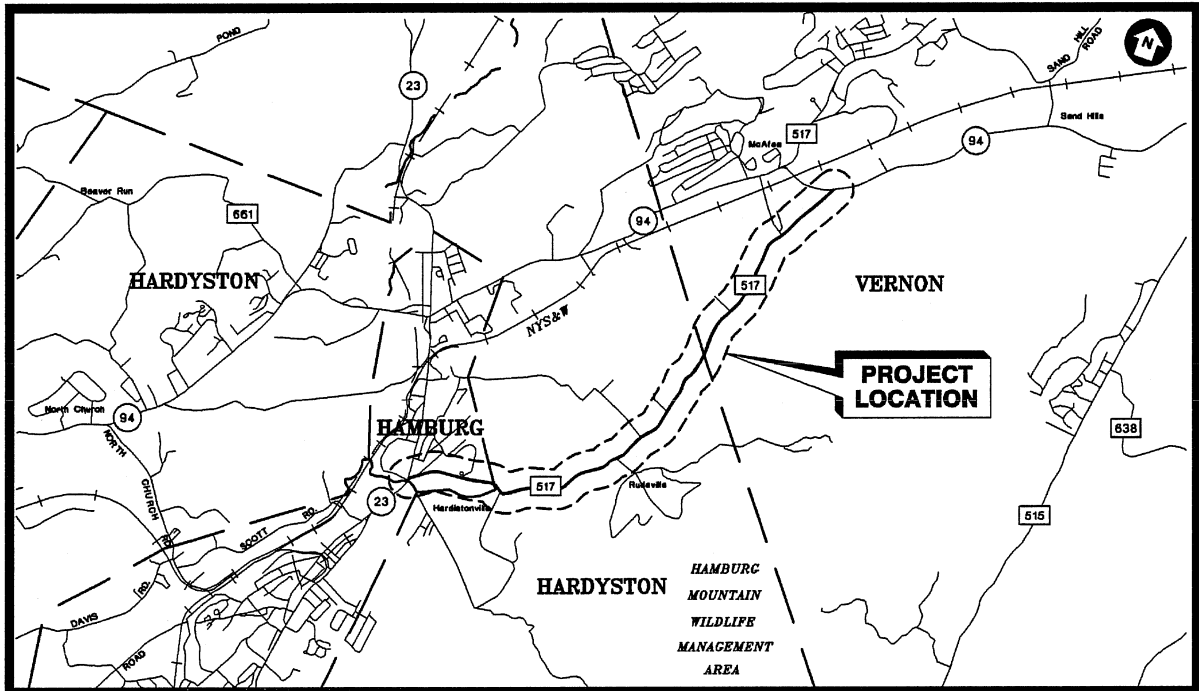 POND
HILL
ROAD
SAND
N
23
517
McAfee
94
Sand Hills
Beaver Run
661
94
HARDYSTON
517
VERNON
NYS&W
PROJECT
LOCATION
North Church
94
HAMBURG
638
NORTH
CHURCH
RD.
517
Rudeville
23
Hardistonville
515
SCOTT
RD.
HARDYSTON
HAMBURG
MOUNTAIN
WILDLIFE
MANAGEMENT
AREA
DAVIS
RD.
ROAD